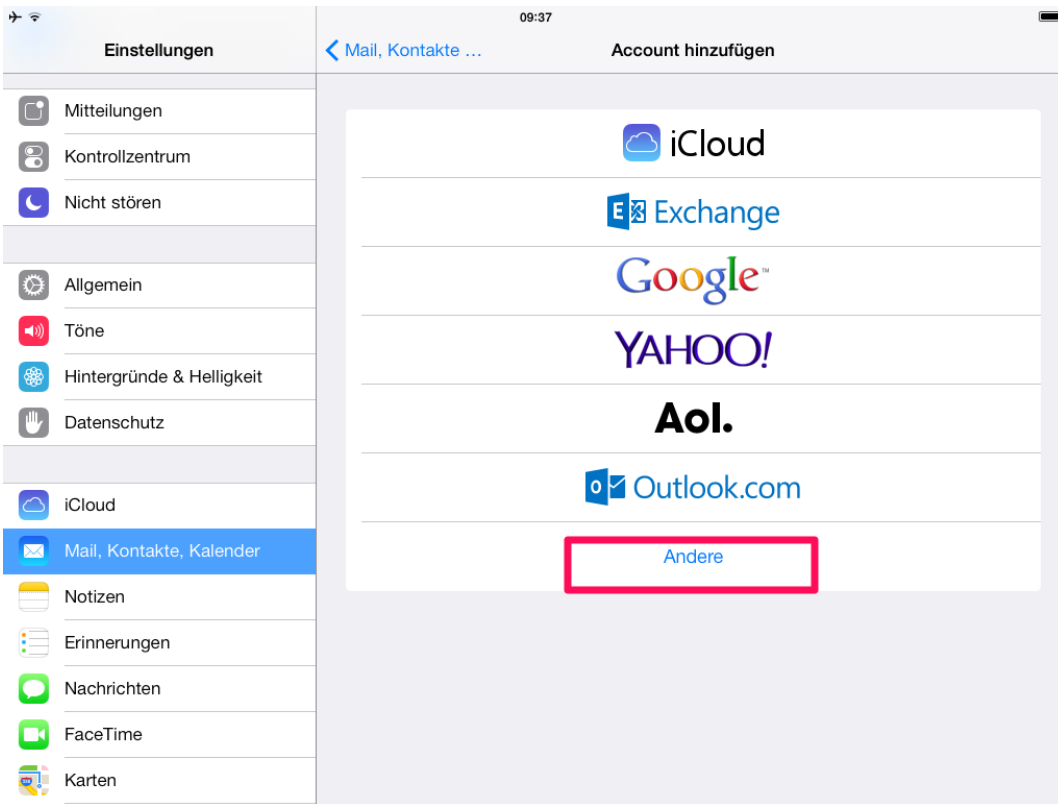 09:37
Einstellungen
Mail, Kontakte ...
Account hinzufügen
Mitteilungen
Kontrollzentrum
Nicht stören
Allgemein
Töne
Hintergründe & Helligkeit
Datenschutz
iCloud
Mail, Kontakte, Kalender
Notizen
Erinnerungen
Nachrichten
FaceTime
Karten
iCloud
E Exchange
Google™
YAHOO!
Aol.
o Outlook.com
Andere